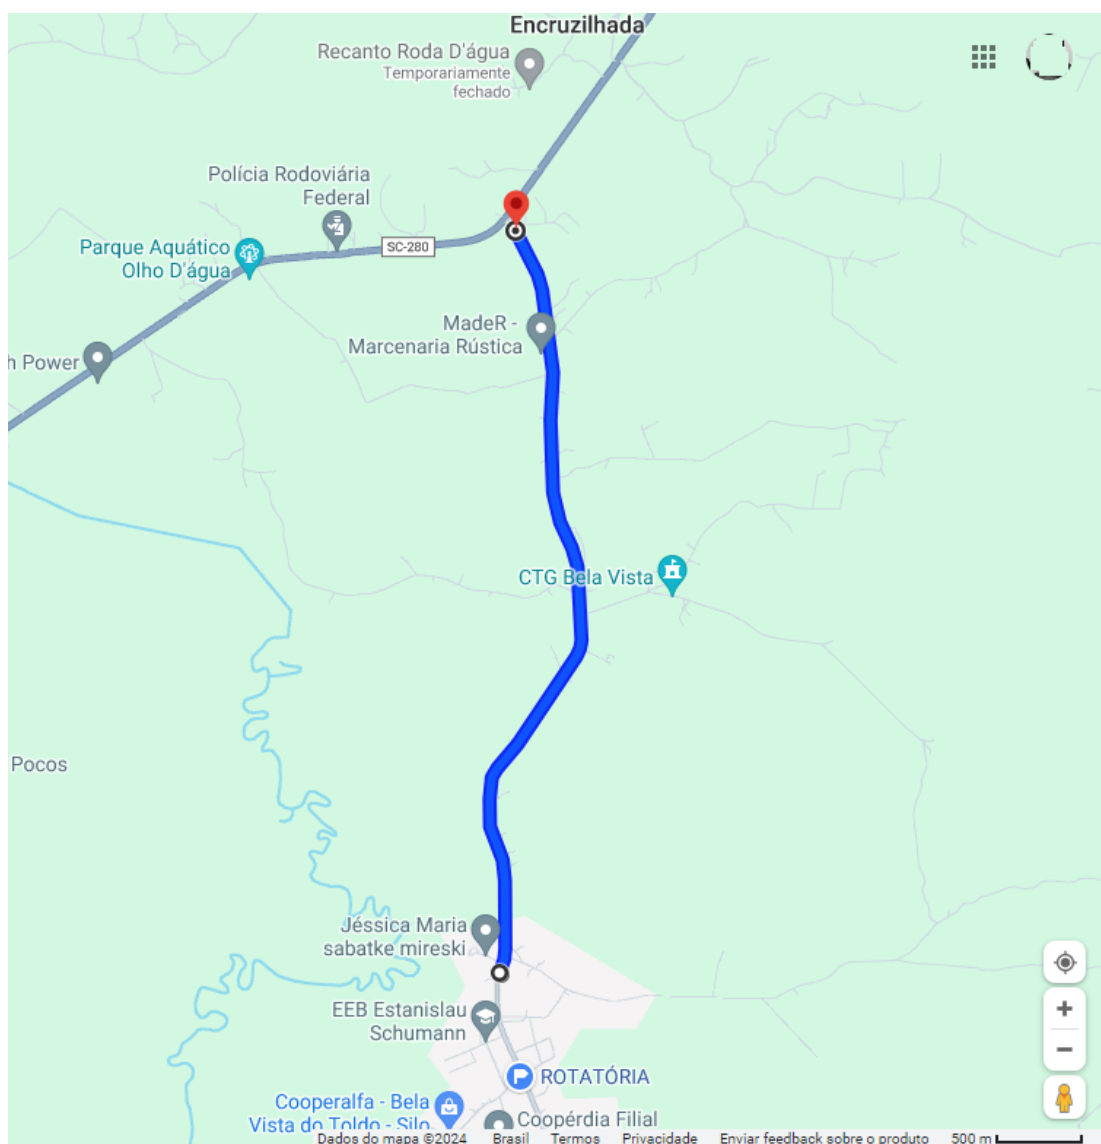 Encruzilhada
Recanto Roda D'água
Temporariamente
fechado
Polícia Rodoviária
Federal
Parque Aquático
Olho D'água
SC-280
MadeR -
Marcenaria Rústica
h Power
CTG Bela Vista
Pocos
Jéssica Maria
sabatke mireski
EEB Estanislau
Schumann
ROTATÓRIA
Cooperalfa - Bela
Vista do Toldo - Silo
Coopérdia Filial
Dados do mapa ©2024 Brasil Termos Privacidade Enviar feedback sobre o produto 500 m